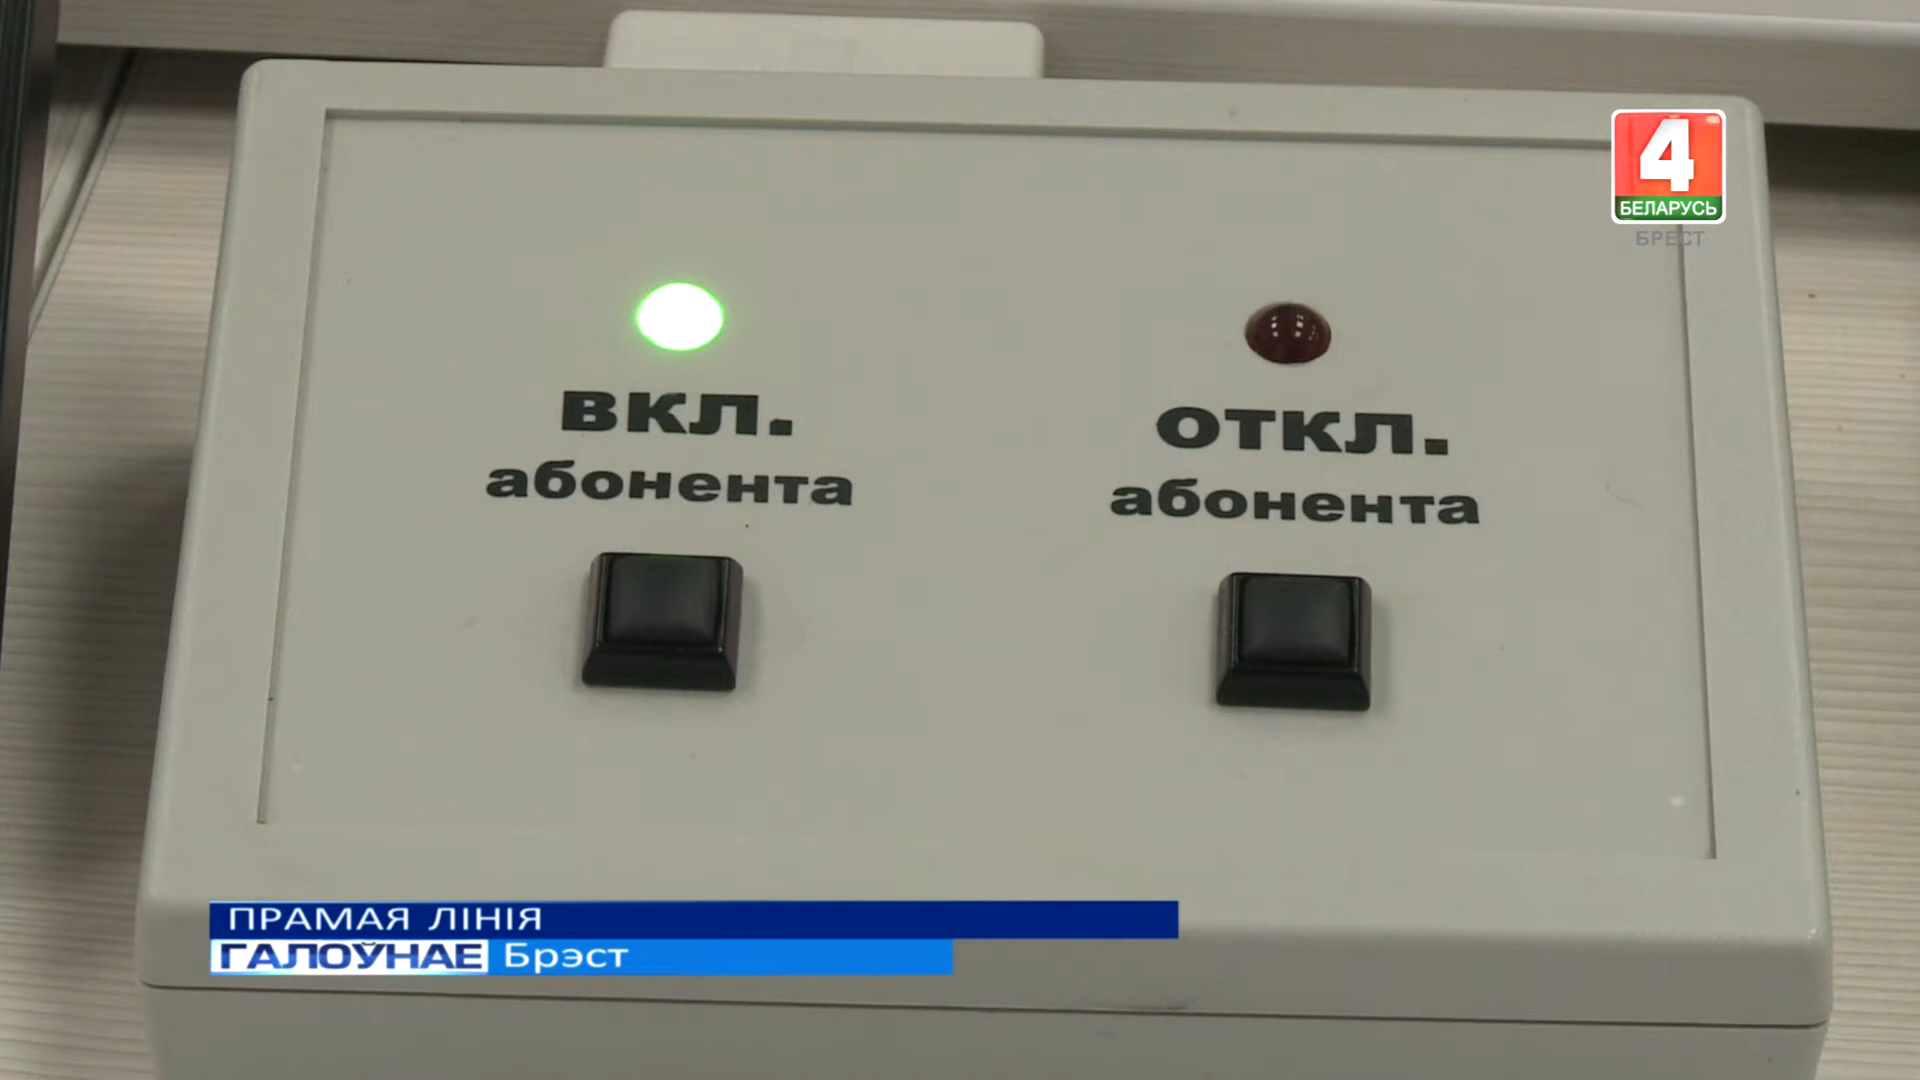 4
БЕЛАРУСЬ
БРЕСТ
вкл.
абонента
откл.
абонента
ПРАМАЯ ЛІНІЯ
ГАЛОЎНАЕ Брэст